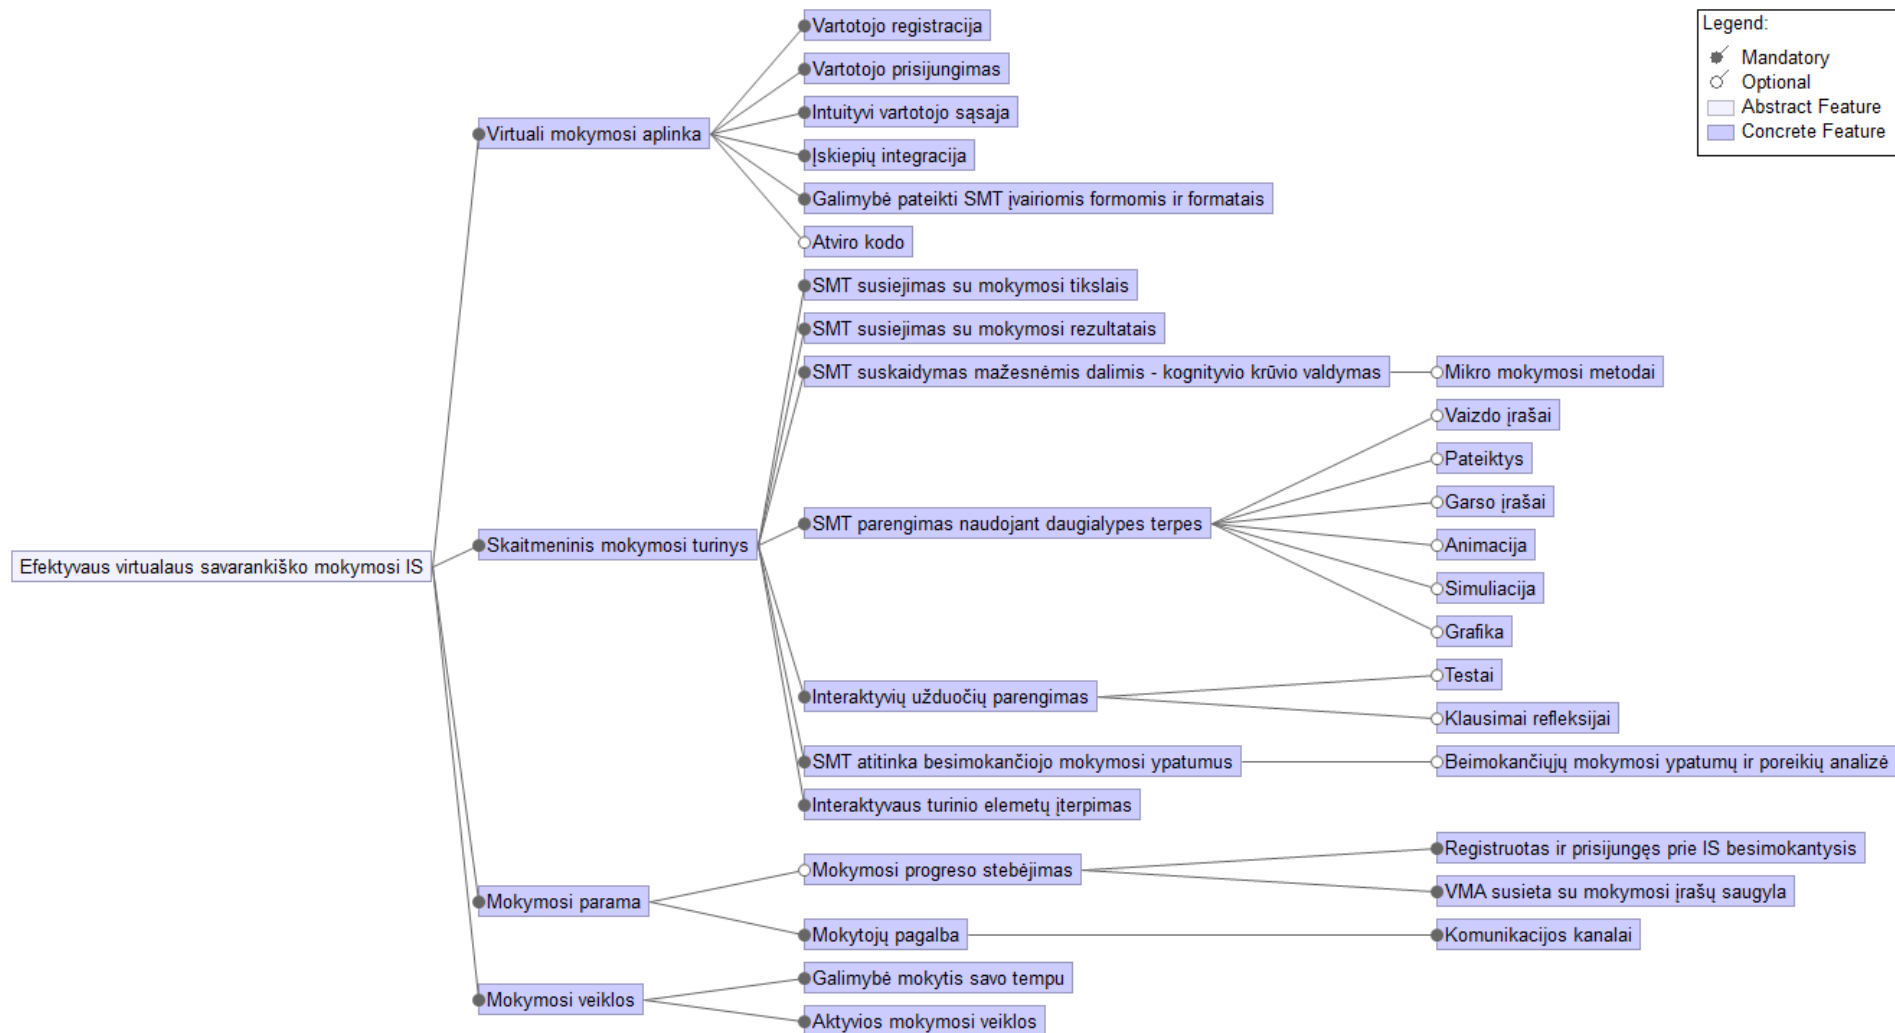 Legend:
Mandatory
Optional
Abstract Feature
Concrete Feature
Efektyvaus virtualaus savarankiško mokymosi IS
Virtuali mokymosi aplinka
Vartotojo registracija
Vartotojo prisijungimas
Intuityvi vartotojo sąsaja
Įskiepių integracija
Galimybė pateikti SMT įvairiomis formomis ir formatais
Atviro kodo
Skaitmeninis mokymosi turinys
SMT susiejimas su mokymosi tikslais
SMT susiejimas su mokymosi rezultatais
SMT suskaidymas mažesnėmis dalimis - kognityvio krūvio valdymas
Mikro mokymosi metodai
SMT parengimas naudojant daugialypes terpes
Vaizdo įrašai
Pateiktys
Garso įrašai
Animacija
Simuliacija
Grafika
Interaktyvių užduočių parengimas
Testai
Klausimai refleksijai
SMT atitinka besimokančiojo mokymosi ypatumus
Beimokančiųjų mokymosi ypatumų ir poreikių analizė
Interaktyvaus turinio elemetų įterpimas
Mokymosi parama
Mokymosi progreso stebėjimas
Registruotas ir prisijungęs prie IS besimokantysis
VMA susieta su mokymosi įrašų saugyla
Mokytojų pagalba
Komunikacijos kanalai
Mokymosi veiklos
Galimybė mokytis savo tempu
Aktyvios mokymosi veiklos